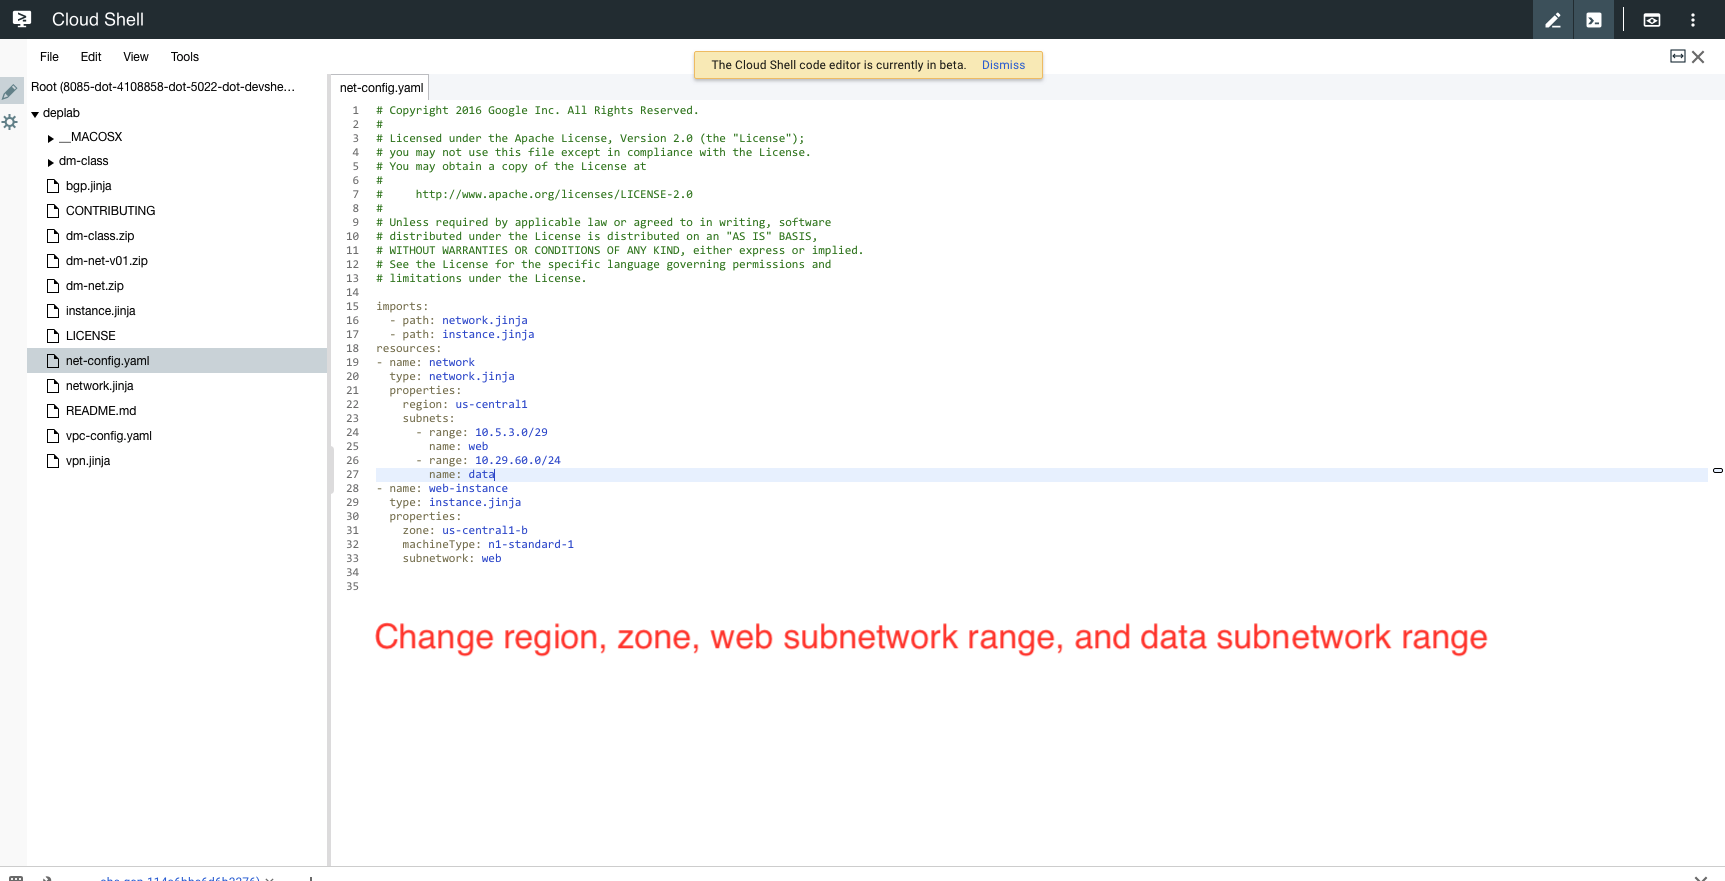 Cloud Shell
File Edit View Tools
The Cloud Shell code editor is currently in beta. Dismiss
Root (8085-dot-4108858-dot-5022-dot-devshe...
deplab
__MACOSX
dm-class
bgp.jinja
CONTRIBUTING
dm-class.zip
dm-net-v01.zip
dm-net.zip
instance.jinja
LICENSE
net-config.yaml
network.jinja
README.md
vpc-config.yaml
vpn.jinja
net-config.yaml
1 # Copyright 2016 Google Inc. All Rights Reserved.
2 #
3 # Licensed under the Apache License, Version 2.0 (the "License");
4 # you may not use this file except in compliance with the License.
5 # You may obtain a copy of the License at
6 #
7 #     http://www.apache.org/licenses/LICENSE-2.0
8 #
9 # Unless required by applicable law or agreed to in writing, software
10 # distributed under the License is distributed on an "AS IS" BASIS,
11 # WITHOUT WARRANTIES OR CONDITIONS OF ANY KIND, either express or implied.
12 # See the License for the specific language governing permissions and
13 # limitations under the License.
14
15 imports:
16   - path: network.jinja
17   - path: instance.jinja
18 resources:
19 - name: network
20   type: network.jinja
21   properties:
22     region: us-central1
23     subnets:
24       - range: 10.5.3.0/29
25         name: web
26       - range: 10.29.60.0/24
27         name: data
28 - name: web-instance
29   type: instance.jinja
30   properties:
31     zone: us-central1-b
32     machineType: n1-standard-1
33     subnetwork: web
34
35
Change region, zone, web subnetwork range, and data subnetwork range